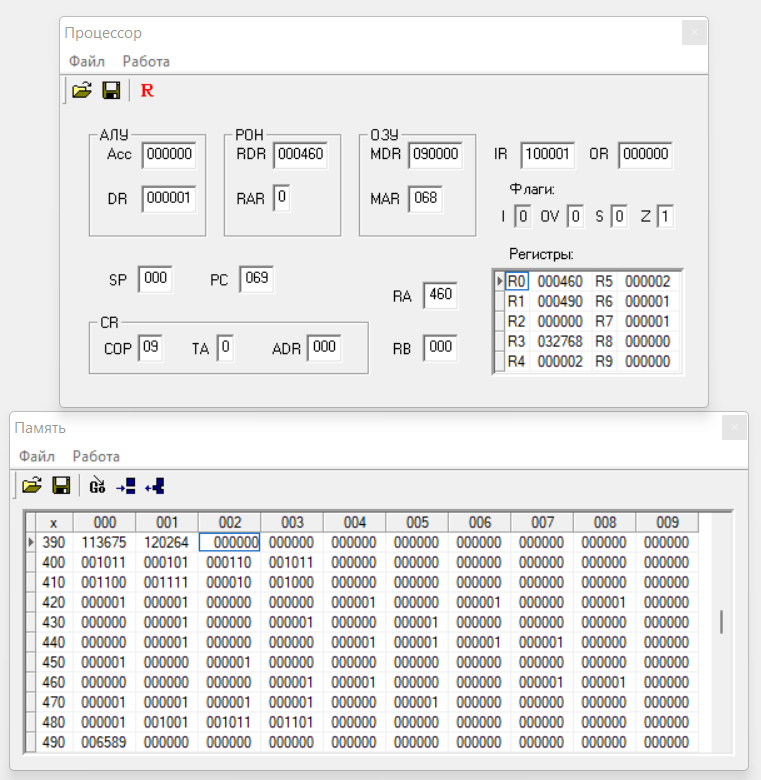 Процессор
Файл Работа
R
АЛУ РОН ОЗУ
Acc 000000 RDR 000460 MDR 090000 IR 100001 OR 000000
DR 000001 RAR 0 MAR 068
Флаги:
I 0 OV 0 S 0 Z 1
SP 000 PC 069
Регистры:
RA 460
R0 000460 R5 000002
R1 000490 R6 000001
R2 000000 R7 000001
R3 032768 R8 000000
R4 000002 R9 000000
CR
COP 09 TA 0 ADR 000 RB 000
Память
Файл Работа
Go
x 000 001 002 003 004 005 006 007 008 009
390 113675 120264 000000 000000 000000 000000 000000 000000 000000 000000
400 001011 000101 000110 001011 000000 000000 000000 000000 000000 000000
410 001100 001111 000010 001000 000000 000000 000000 000000 000000 000000
420 000001 000001 000000 000000 000001 000000 000001 000000 000001 000000
430 000000 000001 000000 000001 000000 000001 000000 000000 000000 000000
440 000000 000001 000000 000000 000001 000001 000001 000001 000000 000000
450 000001 000000 000001 000000 000000 000000 000000 000000 000000 000000
460 000000 000000 000000 000001 000001 000000 000000 000001 000001 000000
470 000001 000001 000001 000001 000000 000001 000000 000000 000000 000000
480 000001 001001 001011 001101 000000 000000 000000 000000 000000 000000
490 006589 000000 000000 000000 000000 000000 000000 000000 000000 000000